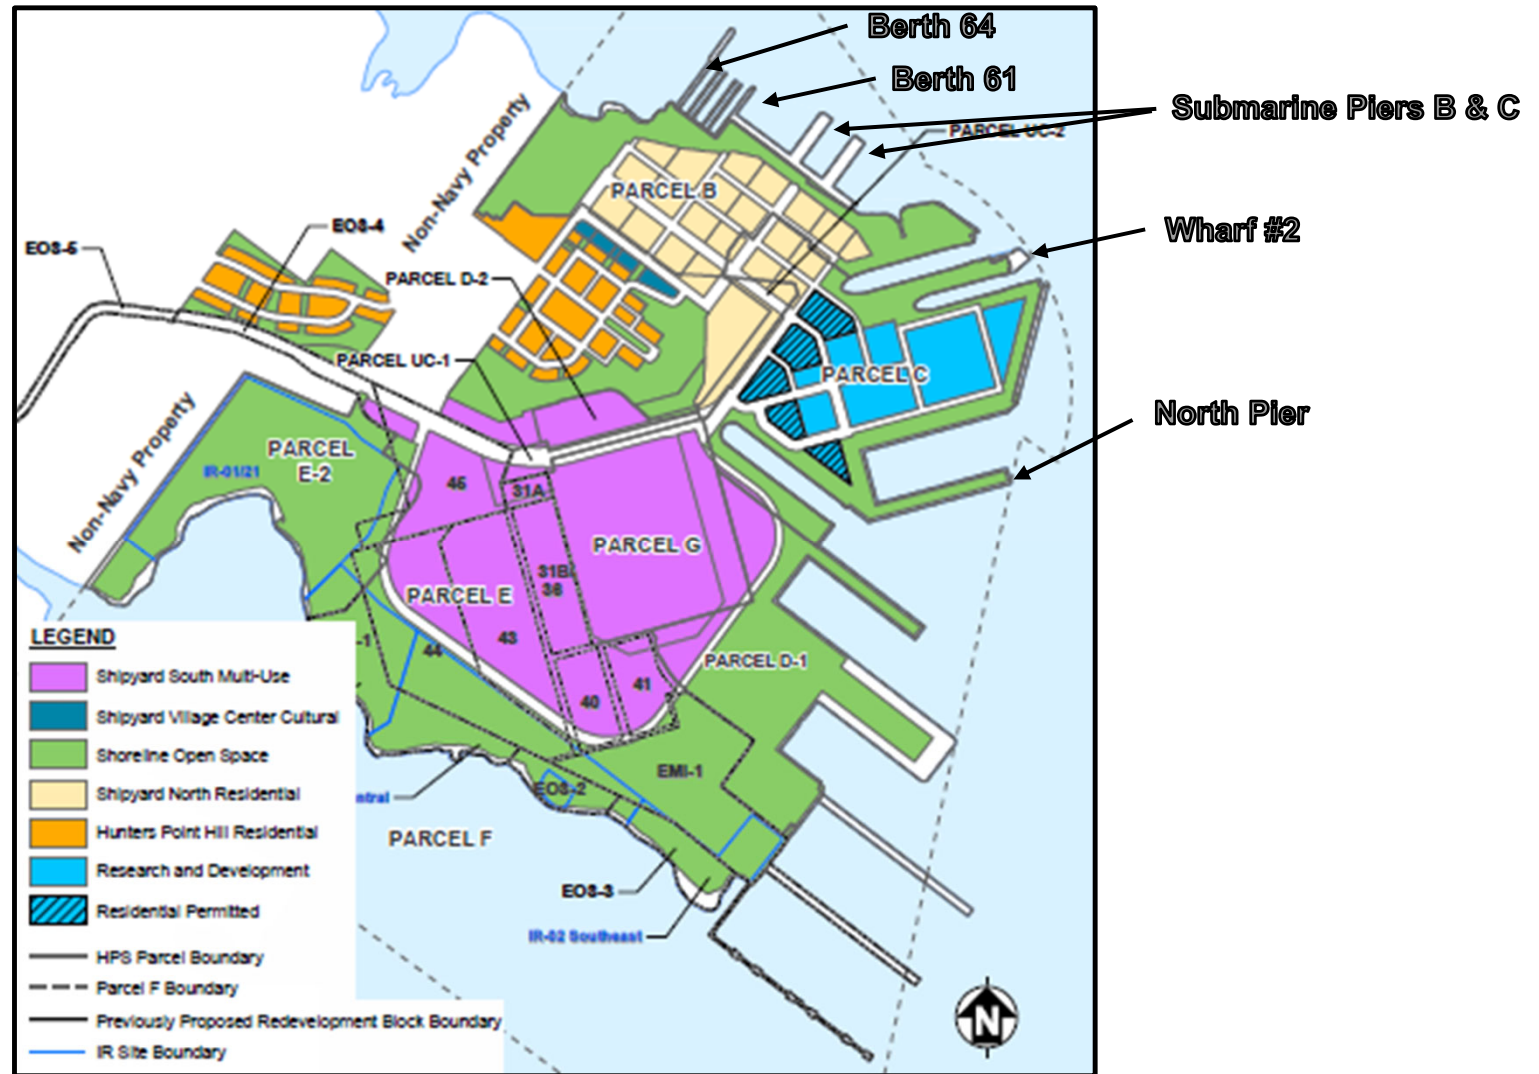 Berth 64
Berth 61
Submarine Piers B & C
PARCEL UC-2
Non-Navy Property
PARCEL B
EOS-4
EOS-5
Wharf #2
PARCEL D-2
PARCEL UC-1
PARCEL C
North Pier
Non-Navy Property
PARCEL
E-2
IR-01/21
46
31A
PARCEL G
31B/
38
PARCEL E
43
44
-1
PARCEL D-1
41
40
EMI-1
EOS-2
ntral
PARCEL F
EOS-3
IR-02 Southeast
N
LEGEND
Shipyard South Multi-Use
Shipyard Village Center Cultural
Shoreline Open Space
Shipyard North Residential
Hunters Point Hill Residential
Research and Development
Residential Permitted
HPS Parcel Boundary
Parcel F Boundary
Previously Proposed Redevelopment Block Boundary
IR Site Boundary